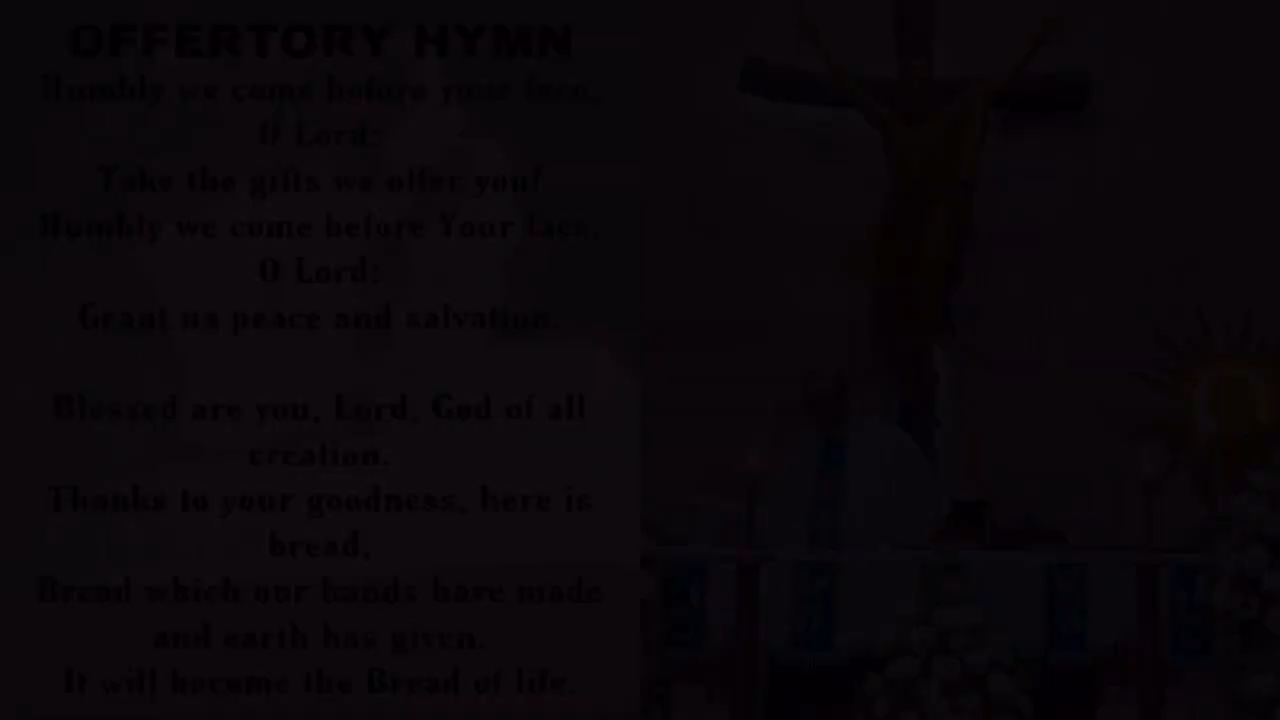 OFFERTORY HYMN
Humbly we come before your face,
O Lord;
Take the gifts we offer you!
Humbly we come before Your face,
O Lord;
Grant us peace and salvation.
Blessed are you, Lord, God of all
creation.
Thanks to your goodness, here is
bread,
Bread which our hands have made
and earth has given.
It will become the Bread of life.